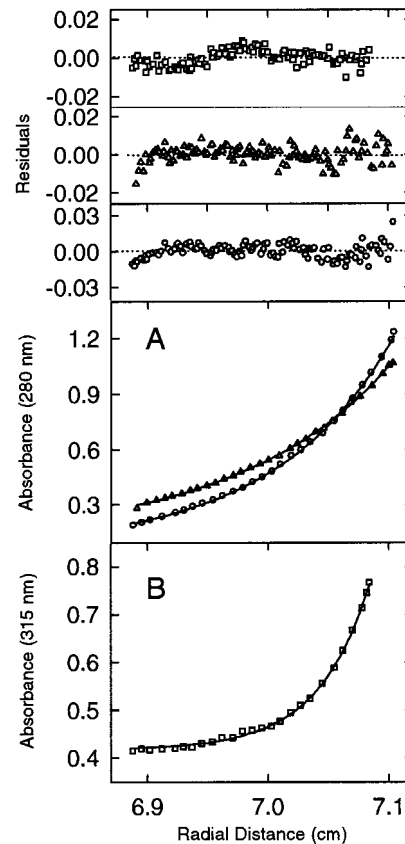 0.02
0.00
-0.02
0.02
0.00
-0.02
0.03
0.00
-0.03
Residuals
A
1.2
0.9
0.6
0.3
Absorbance (280 nm)
B
0.8
0.7
0.6
0.5
0.4
Absorbance (315 nm)
6.9 7.0 7.1
Radial Distance (cm)